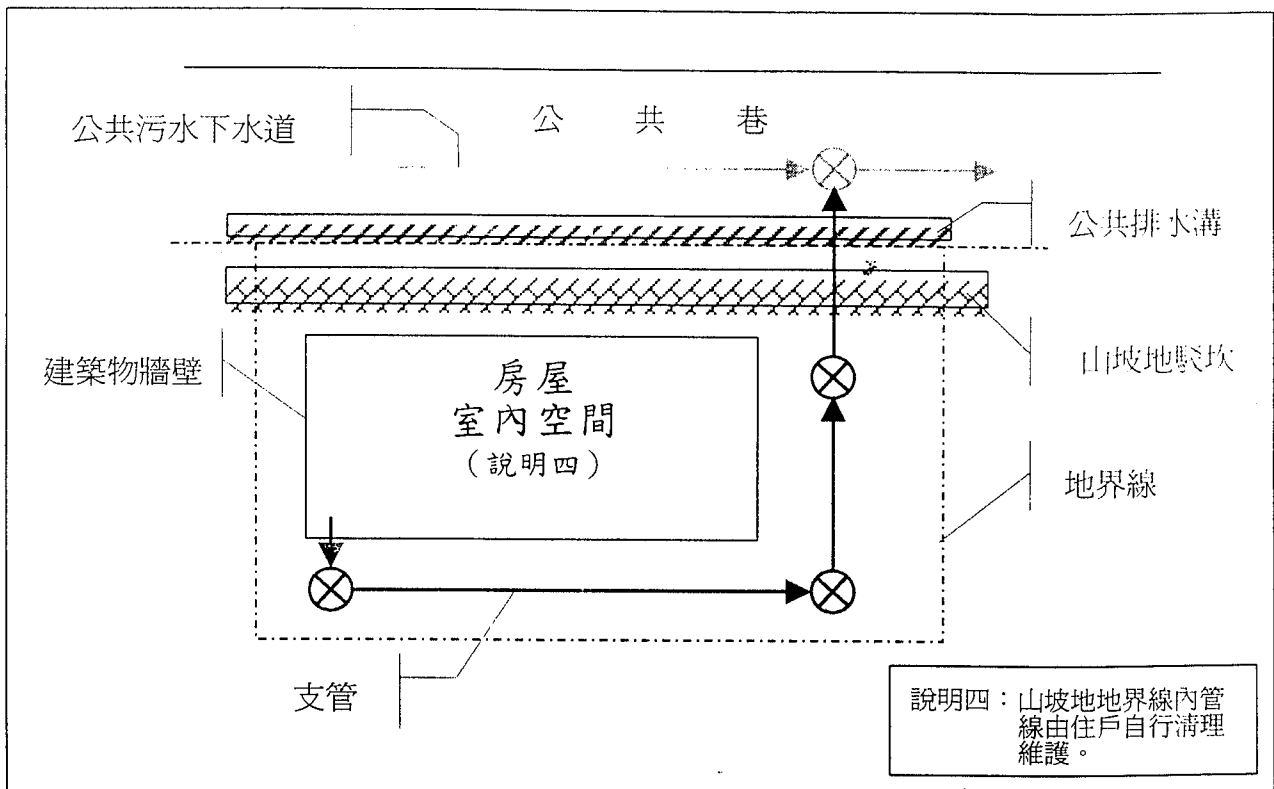 公共巷
公共污水下水道
公共排水溝
建築物牆壁
房屋
室內空間
（說明四）
山坡地駁坎
地界線
支管
說明四：山坡地地界線內管
線由住戶自行清理
維護。